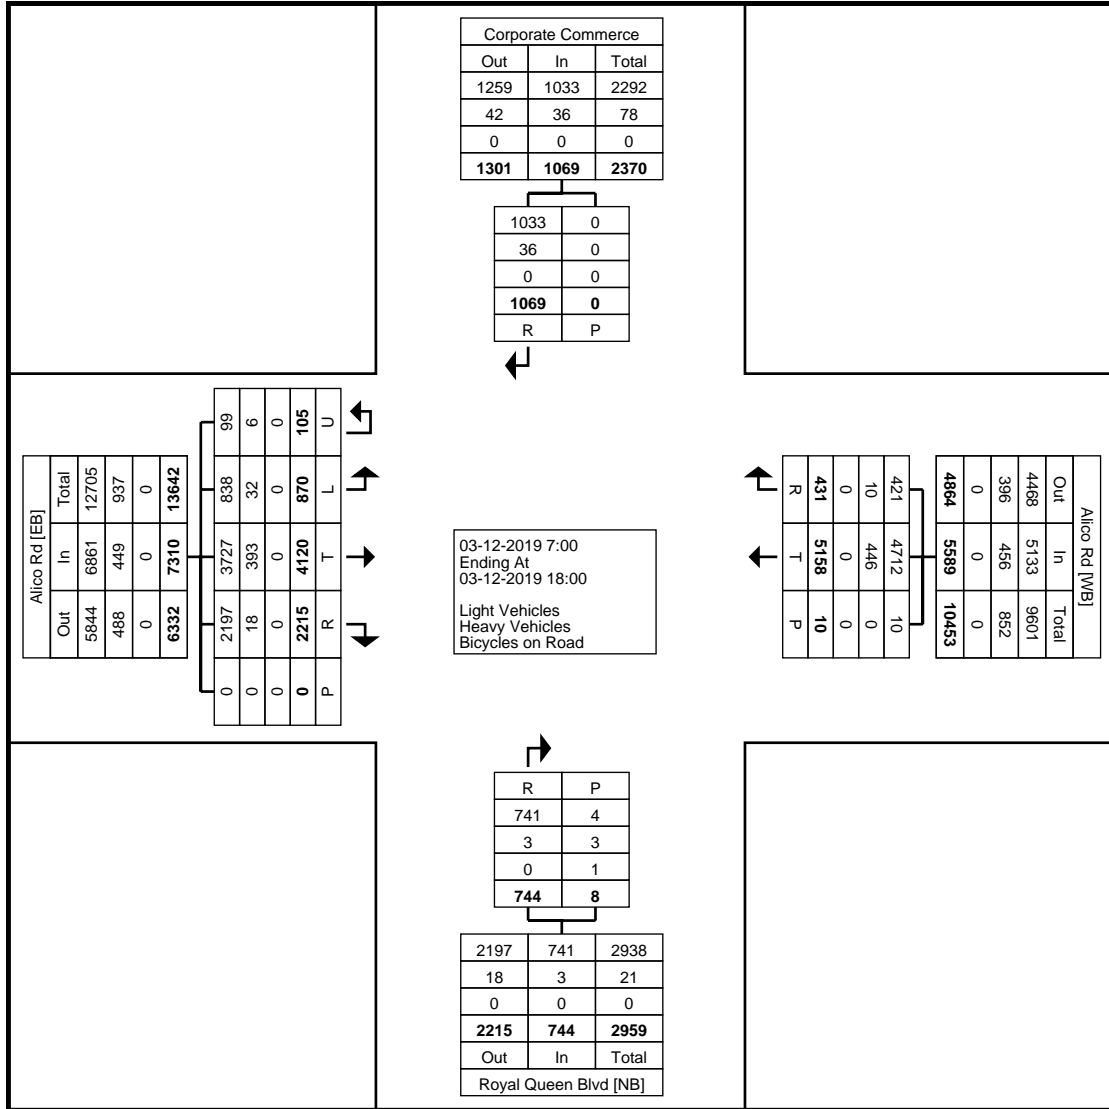 Corporate Commerce
Out In Total
1259 1033 2292
42 36 78
0 0 0
1301 1069 2370
1033 0
36 0
0 0
1069 0
R P
Alico Rd [EB]
Total 12705 937 0 13642
In 6861 449 0 7310
Out 5844 488 0 6332
99 6 0 105 U
838 32 0 870 L
3727 393 0 4120 T
2197 18 0 2215 R
0 0 0 0 P
03-12-2019 7:00
Ending At
03-12-2019 18:00
Light Vehicles
Heavy Vehicles
Bicycles on Road
R 431 0 10 421
T 5158 0 446 4712
P 10 0 0 10
Alico Rd [WB]
Out 4468 396 0 4864
In 5133 456 0 5589
Total 9601 852 0 10453
R P
741 4
3 3
0 1
744 8
2197 741 2938
18 3 21
0 0 0
2215 744 2959
Out In Total
Royal Queen Blvd [NB]